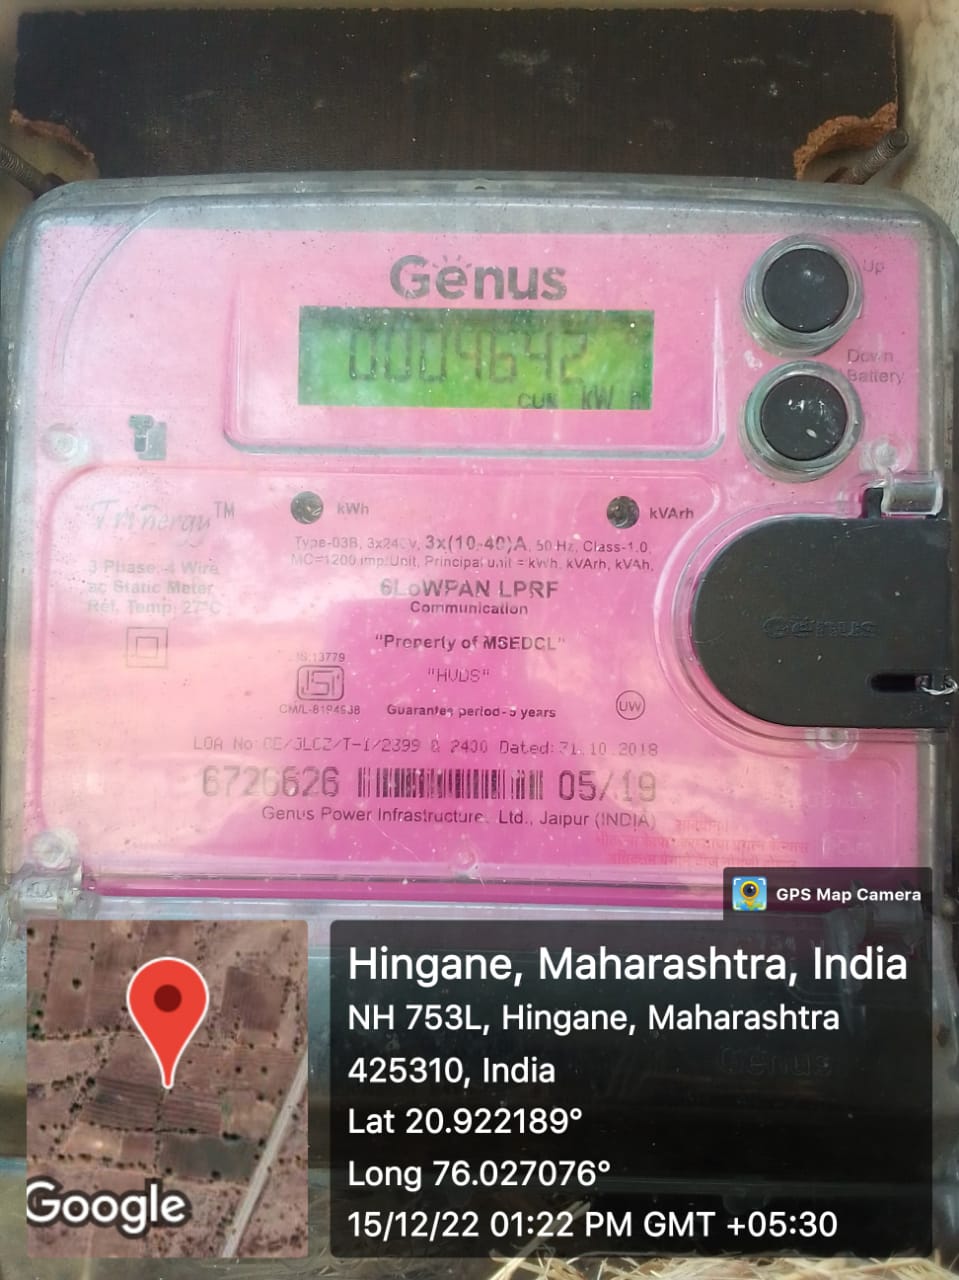 Genus
Up
0004642
CUM kW h
Down
Battery
TriNergy™
kWh
kVArh
Type-03B, 3x240V, 3x(10-40)A, 50 Hz, Class-1.0,
MC=1200 imp/Unit, Principal unit = kWh, kVArh, kVAh.
3 Phase, 4 Wire
ac Static Meter
Ref. Temp. 27°C
6LoWPAN LPRF
Communication
"Property of MSEDCL"
IS 13779
"HVDS"
Genus
Guarantee period - 5 years
UW
LOA No: CE/JLCZ/T-1/2399 & 2400 Dated: 31.10.2018
6726626 05/19
Genus Power Infrastructure Ltd., Jaipur (INDIA)
GPS Map Camera
Hingane, Maharashtra, India
NH 753L, Hingane, Maharashtra
425310, India
Lat 20.922189°
Long 76.027076°
15/12/22 01:22 PM GMT +05:30
Google
Genus